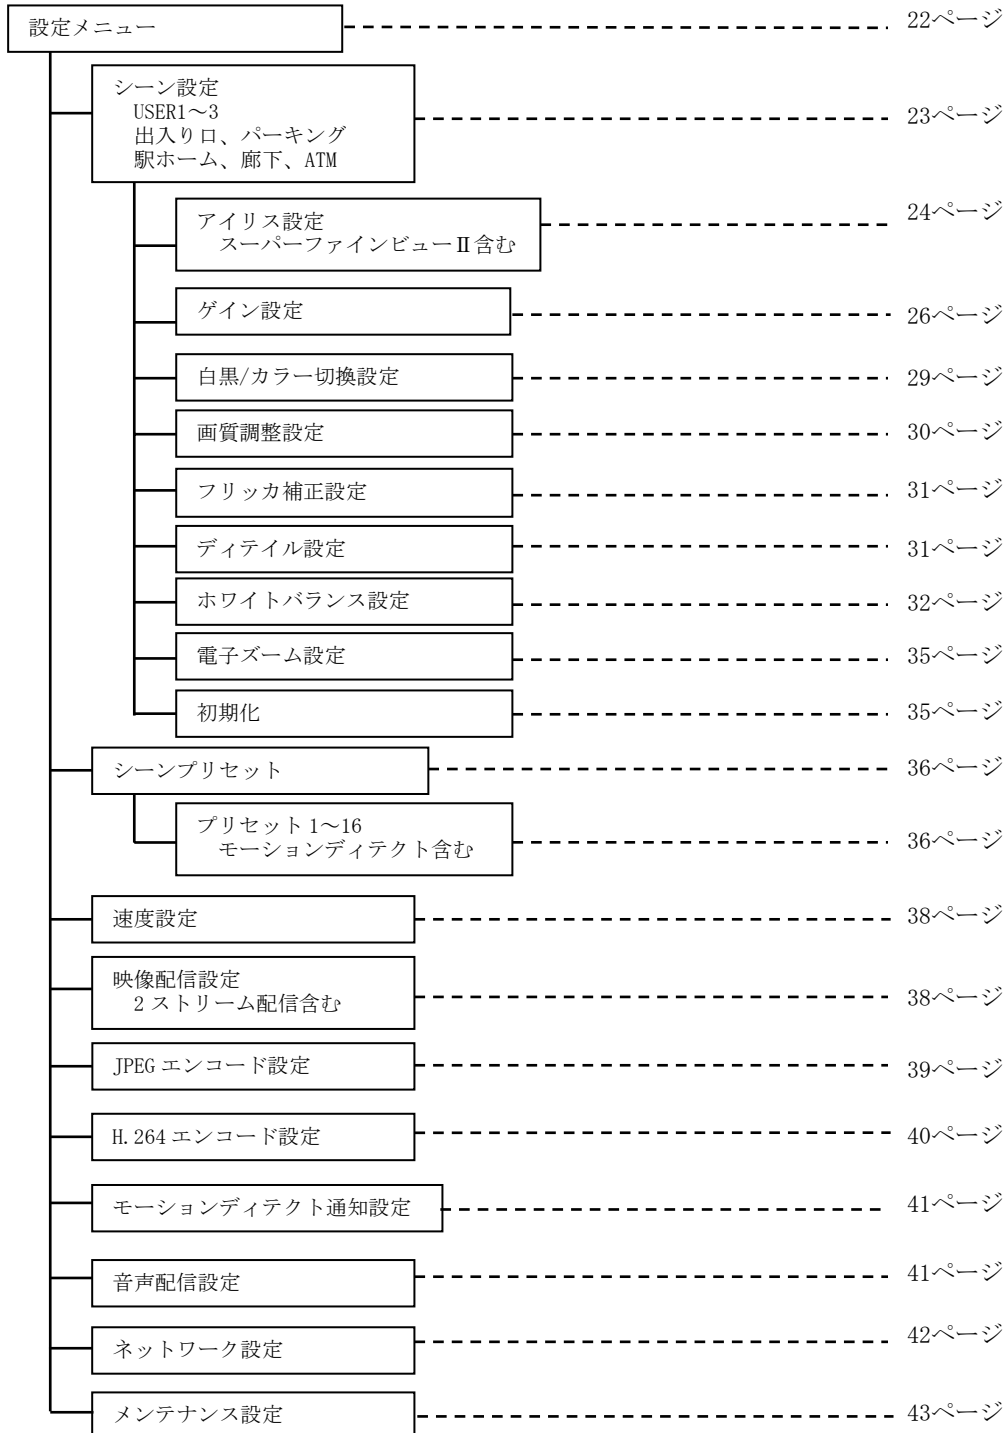 設定メニュー 22ページ
シーン設定
USER1～3
出入り口、パーキング 23ページ
駅ホーム、廊下、ATM
アイリス設定 24ページ
スーパーファインビューⅡ含む
ゲイン設定 26ページ
白黒/カラー切換設定 29ページ
画質調整設定 30ページ
フリッカ補正設定 31ページ
ディテイル設定 31ページ
ホワイトバランス設定 32ページ
電子ズーム設定 35ページ
初期化 35ページ
シーンプリセット 36ページ
プリセット 1～16
モーションディテクト含む 36ページ
速度設定 38ページ
映像配信設定
2 ストリーム配信含む 38ページ
JPEG エンコード設定 39ページ
H.264 エンコード設定 40ページ
モーションディテクト通知設定 41ページ
音声配信設定 41ページ
ネットワーク設定 42ページ
メンテナンス設定 43ページ